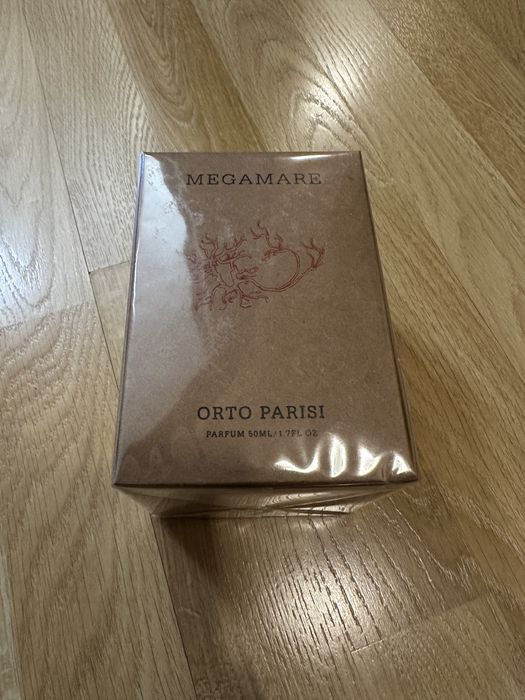 MEGAMARE
ORTO PARISI
PARFUM 50ML/1.7FL OZ